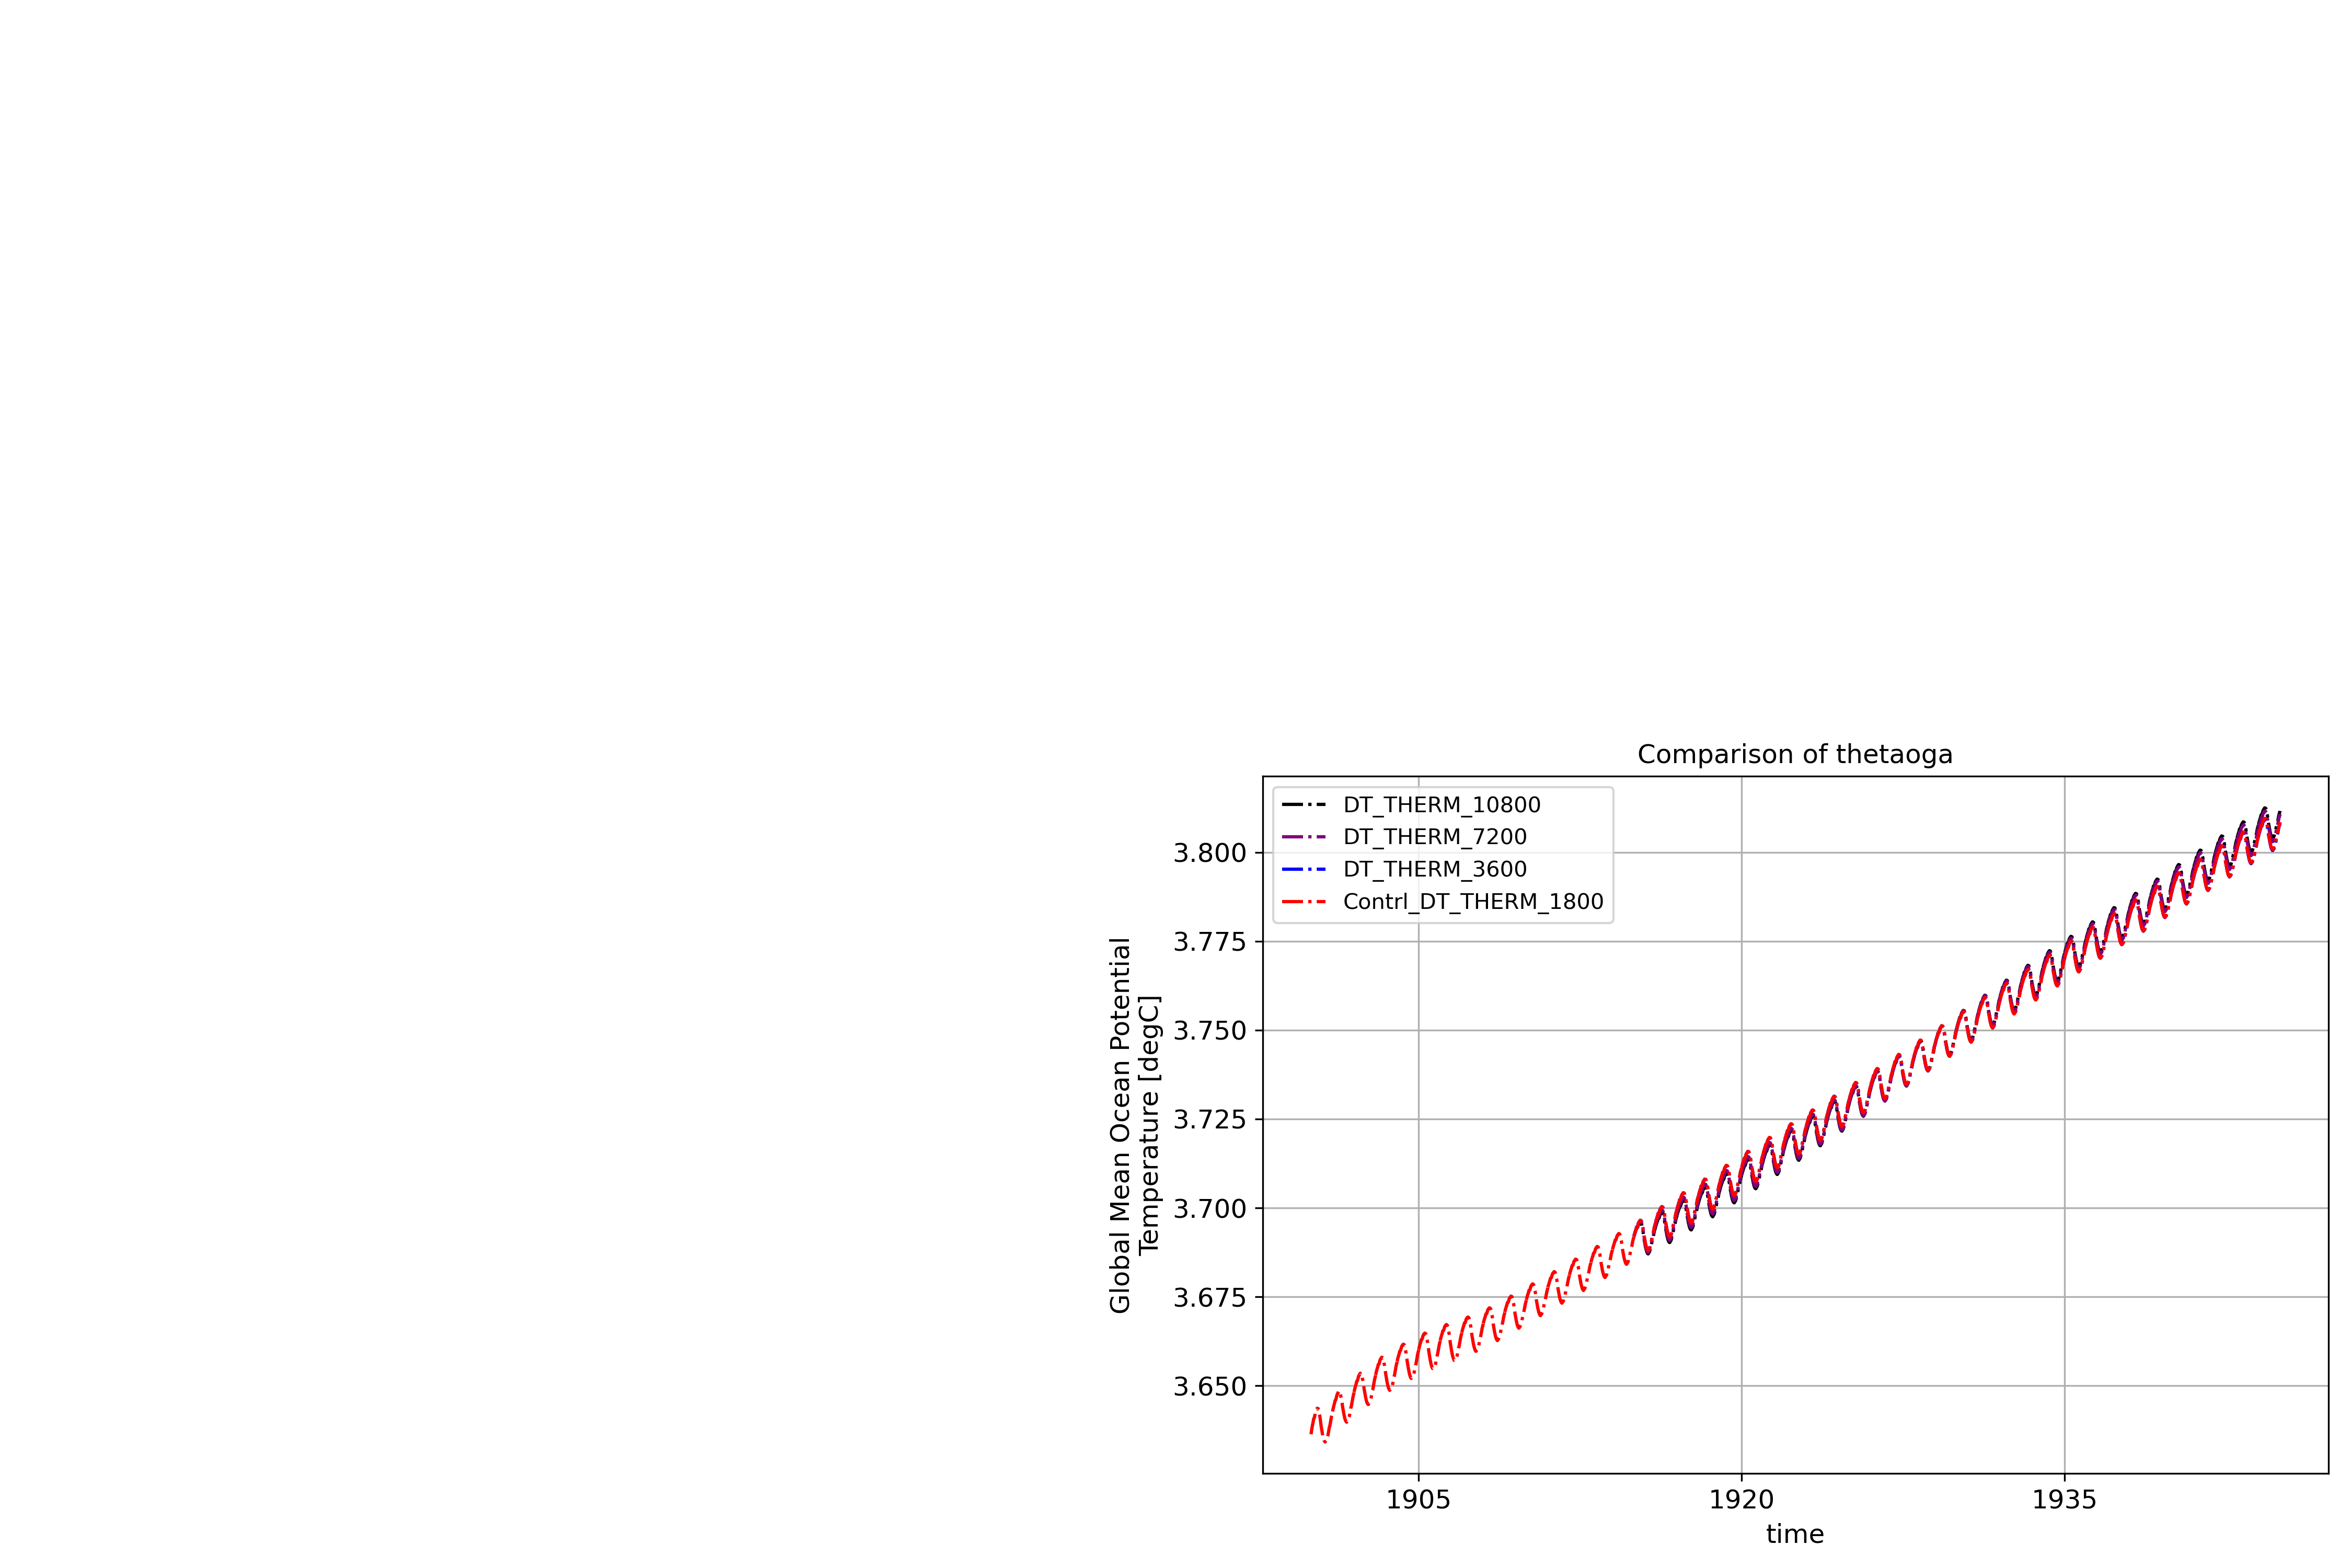 Comparison of thetaoga
DT_THERM_10800
DT_THERM_7200
DT_THERM_3600
Contrl_DT_THERM_1800
Global Mean Ocean Potential
Temperature [degC]
3.800
3.775
3.750
3.725
3.700
3.675
3.650
1905
1920
1935
time